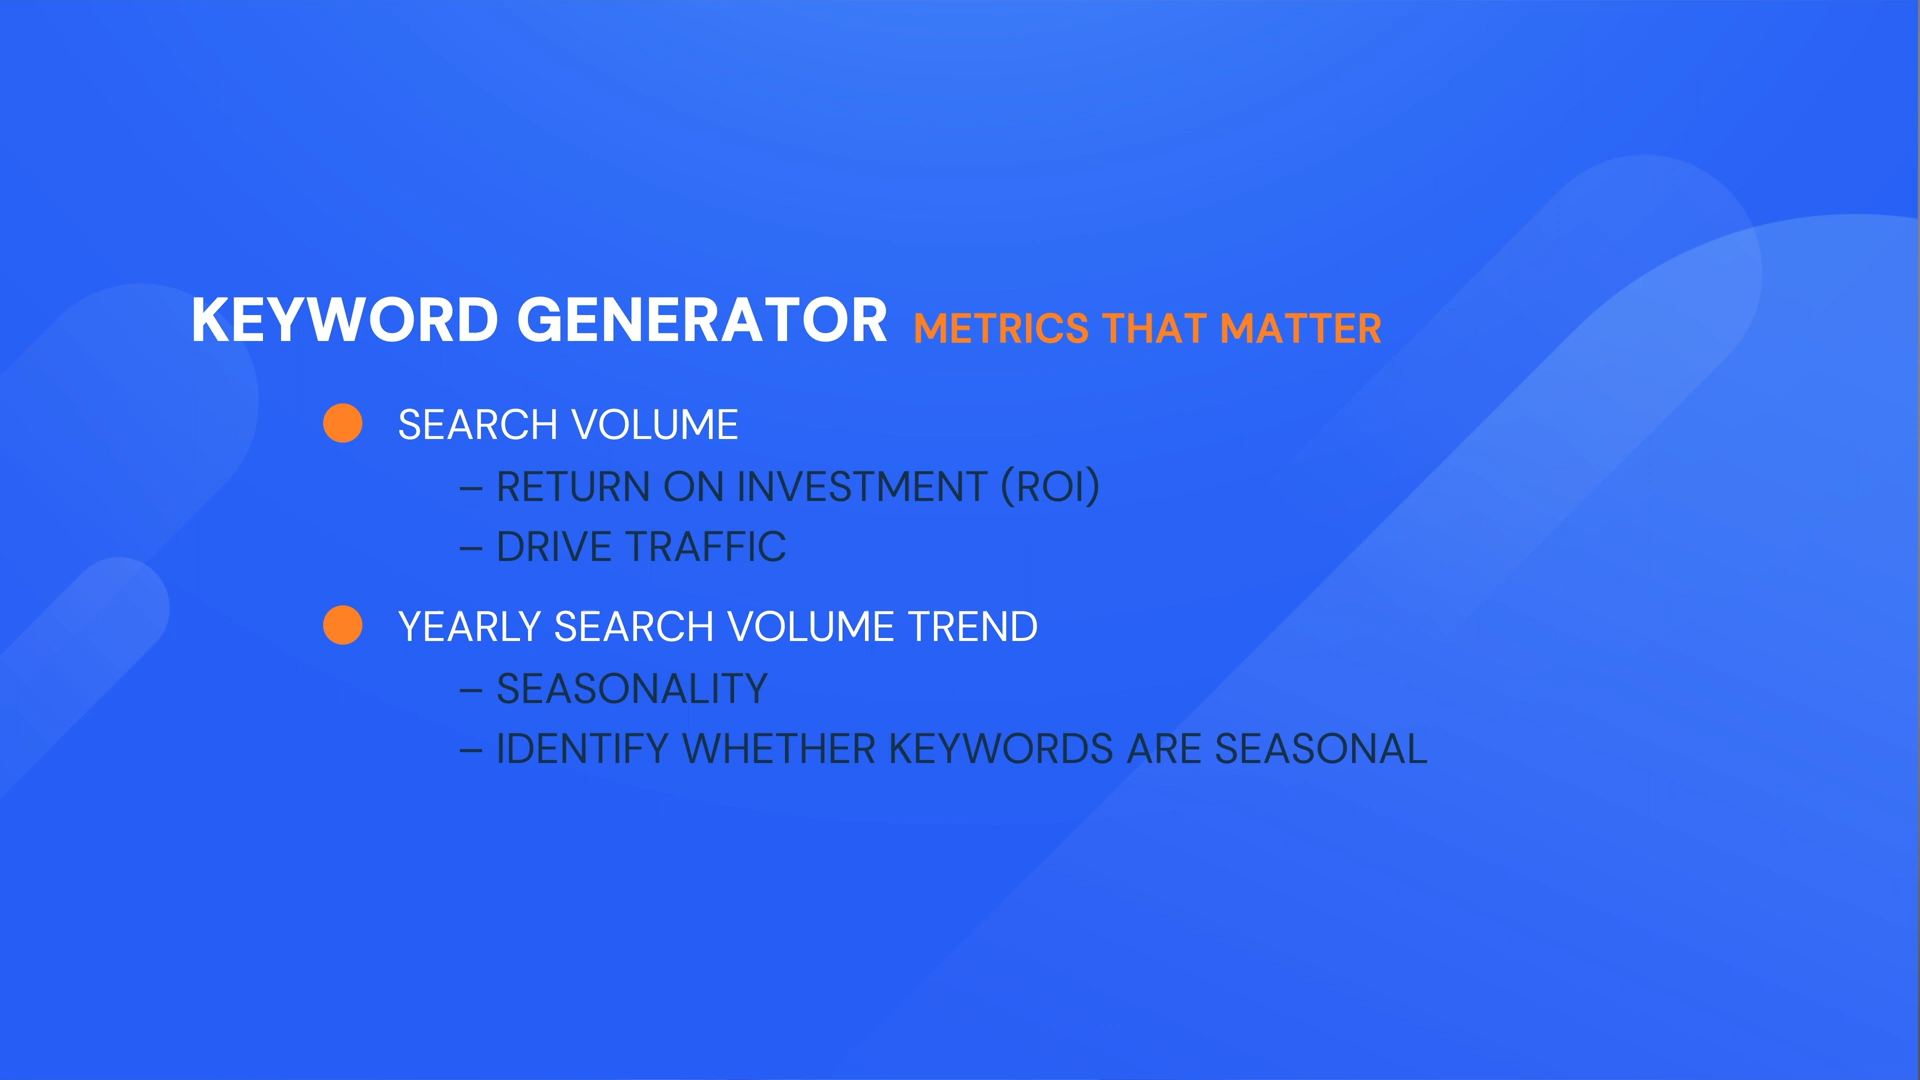 KEYWORD GENERATOR METRICS THAT MATTER
SEARCH VOLUME
– RETURN ON INVESTMENT (ROI)
– DRIVE TRAFFIC
YEARLY SEARCH VOLUME TREND
– SEASONALITY
– IDENTIFY WHETHER KEYWORDS ARE SEASONAL